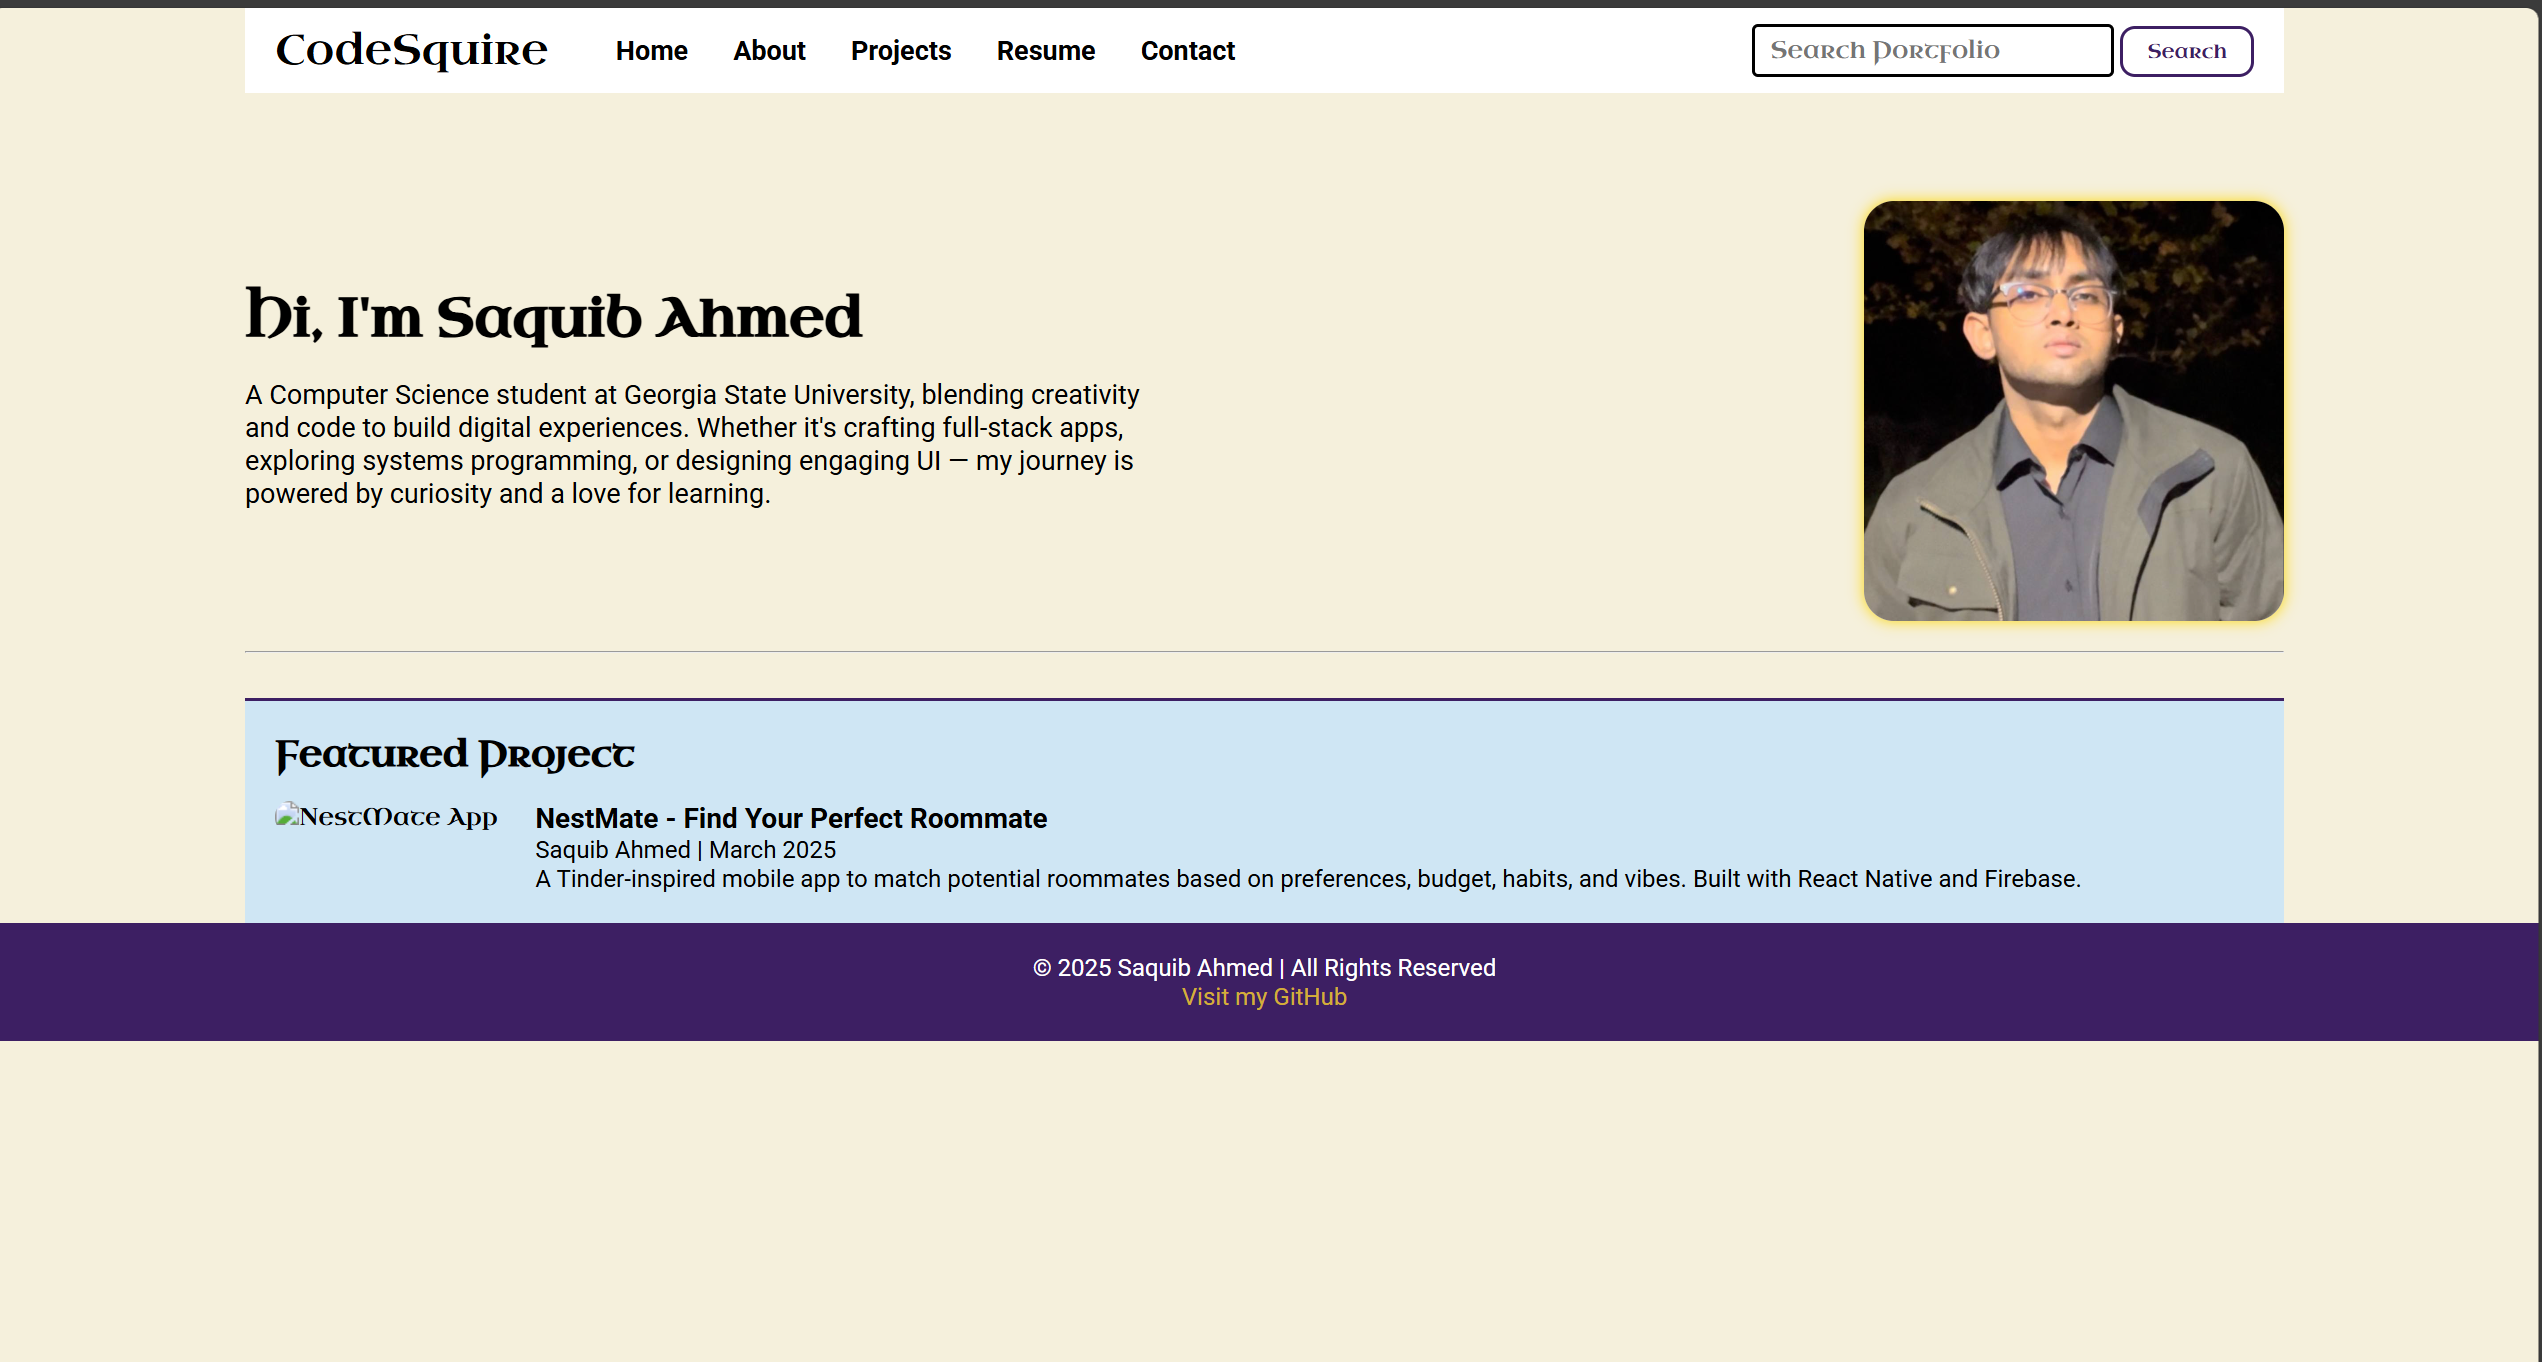 CodeSquire
Home About Projects Resume Contact
Search Portfolio
Search
Hi, I'm Saquib Ahmed
A Computer Science student at Georgia State University, blending creativity
and code to build digital experiences. Whether it's crafting full-stack apps,
exploring systems programming, or designing engaging UI — my journey is
powered by curiosity and a love for learning.
Featured Project
NestMate App
NestMate - Find Your Perfect Roommate
Saquib Ahmed | March 2025
A Tinder-inspired mobile app to match potential roommates based on preferences, budget, habits, and vibes. Built with React Native and Firebase.
© 2025 Saquib Ahmed | All Rights Reserved
Visit my GitHub